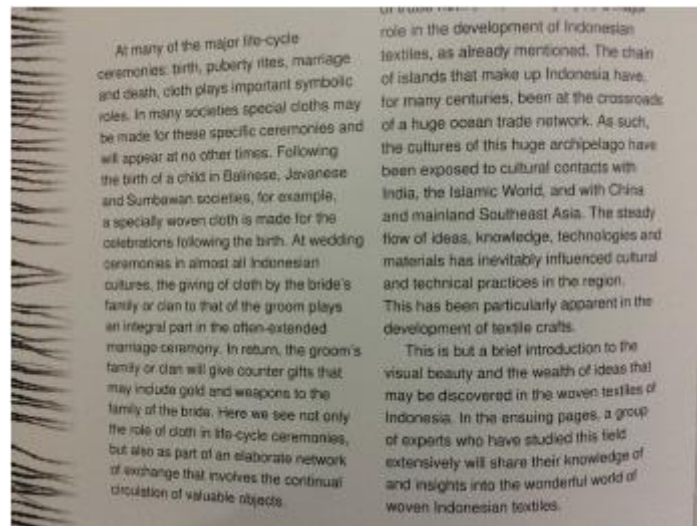 At many of the major life-cycle
ceremonies: birth, puberty rites, marriage
and death, cloth plays important symbolic
roles. In many societies special cloths may
be made for these specific ceremonies and
will appear at no other times. Following
the birth of a child in Balinese, Javanese
and Sumbawan societies, for example,
a specially woven cloth is made for the
celebrations following the birth. At wedding
ceremonies in almost all Indonesian
cultures, the giving of cloth by the bride's
family or clan to that of the groom plays
an integral part in the often-extended
marriage ceremony. In return, the groom's
family or clan will give counter gifts that
may include gold and weapons to the
family of the bride. Here we see not only
the role of cloth in life-cycle ceremonies,
but also as part of an elaborate network
of exchange that involves the continual
circulation of valuable objects.
role in the development of Indonesian
textiles, as already mentioned. The chain
of islands that make up Indonesia have,
for many centuries, been at the crossroads
of a huge ocean trade network. As such,
the cultures of this huge archipelago have
been exposed to cultural contacts with
India, the Islamic World, and with China
and mainland Southeast Asia. The steady
flow of ideas, knowledge, technologies and
materials has inevitably influenced cultural
and technical practices in the region.
This has been particularly apparent in the
development of textile crafts.
This is but a brief introduction to the
visual beauty and the wealth of ideas that
may be discovered in the woven textiles of
Indonesia. In the ensuing pages, a group
of experts who have studied this field
extensively will share their knowledge of
and insights into the wonderful world of
woven Indonesian textiles.